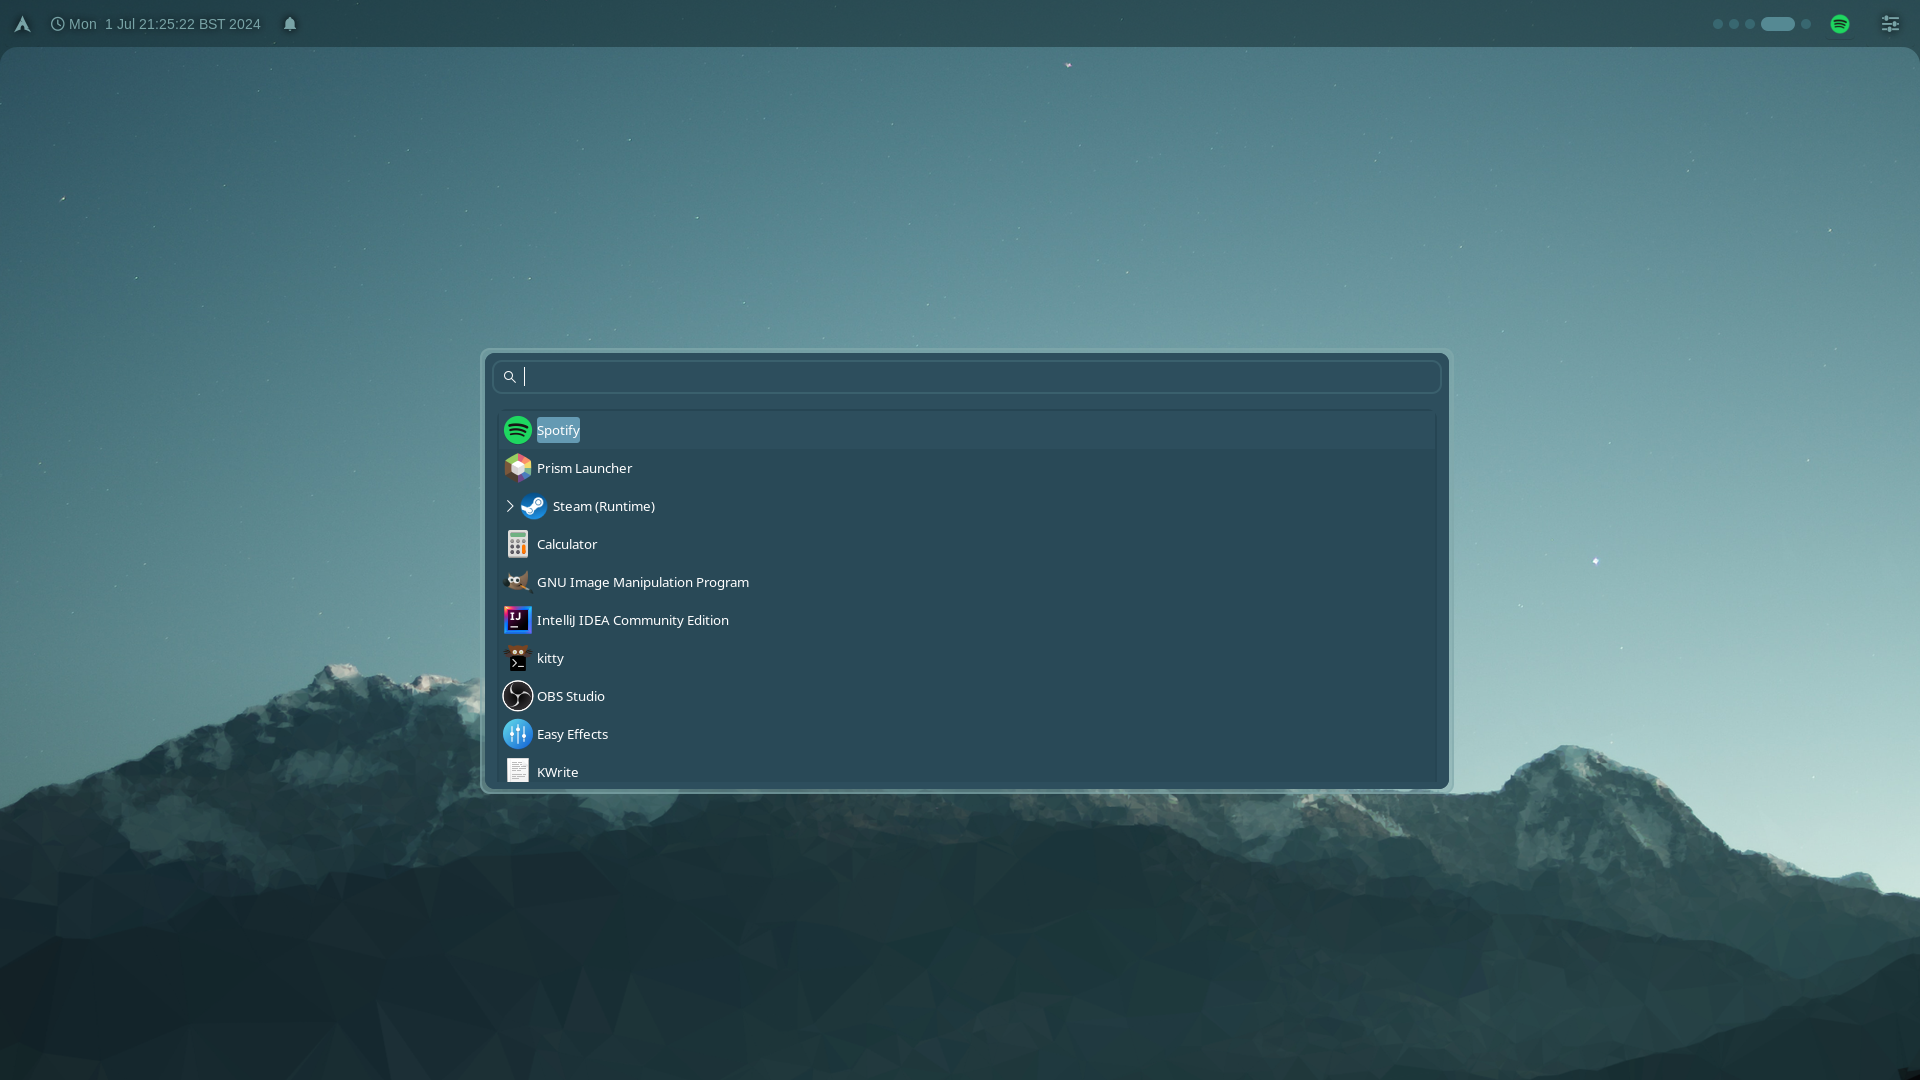 Mon  1 Jul 21:25:22 BST 2024
Spotify
Prism Launcher
Steam (Runtime)
Calculator
GNU Image Manipulation Program
IntelliJ IDEA Community Edition
IJ
kitty
OBS Studio
Easy Effects
KWrite